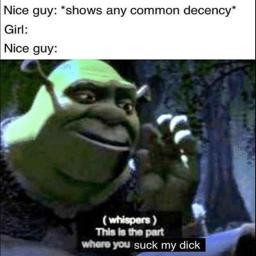 Nice guy: *shows any common decency*
Girl:
Nice guy:
( whispers )
This is the part
where you suck my dick